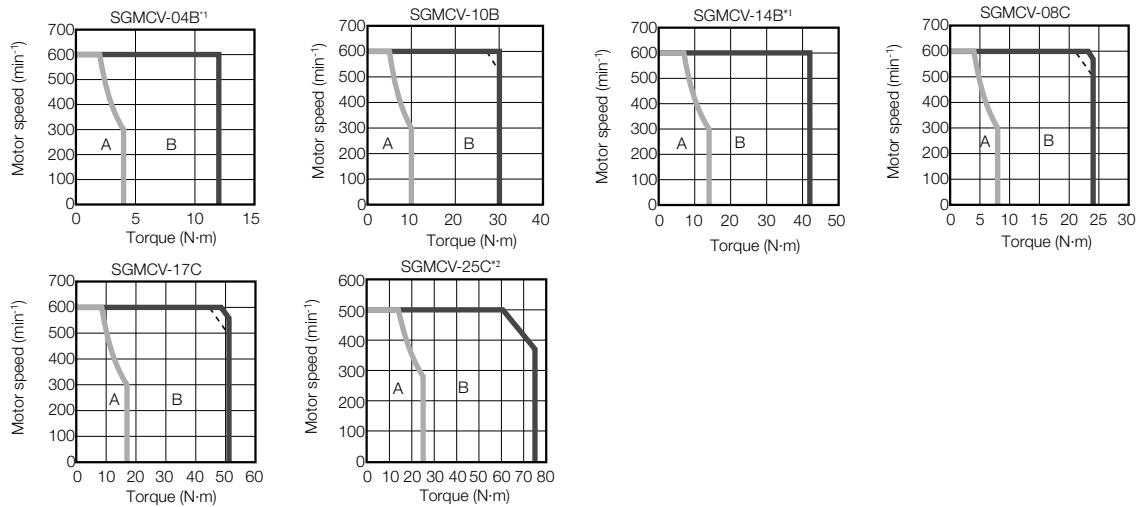 SGMCV-04B*1
Motor speed (min-1)
700
600
500
400
300
200
100
0
A
B
0 5 10 15
Torque (N·m)
SGMCV-10B
Motor speed (min-1)
700
600
500
400
300
200
100
0
A
B
0 10 20 30 40
Torque (N·m)
SGMCV-14B*1
Motor speed (min-1)
700
600
500
400
300
200
100
0
A
B
0 10 20 30 40 50
Torque (N·m)
SGMCV-08C
Motor speed (min-1)
700
600
500
400
300
200
100
0
A
B
0 5 10 15 20 25 30
Torque (N·m)
SGMCV-17C
Motor speed (min-1)
700
600
500
400
300
200
100
0
A
B
0 10 20 30 40 50 60
Torque (N·m)
SGMCV-25C*2
Motor speed (min-1)
600
500
400
300
200
100
0
A
B
0 10 20 30 40 50 60 70 80
Torque (N·m)